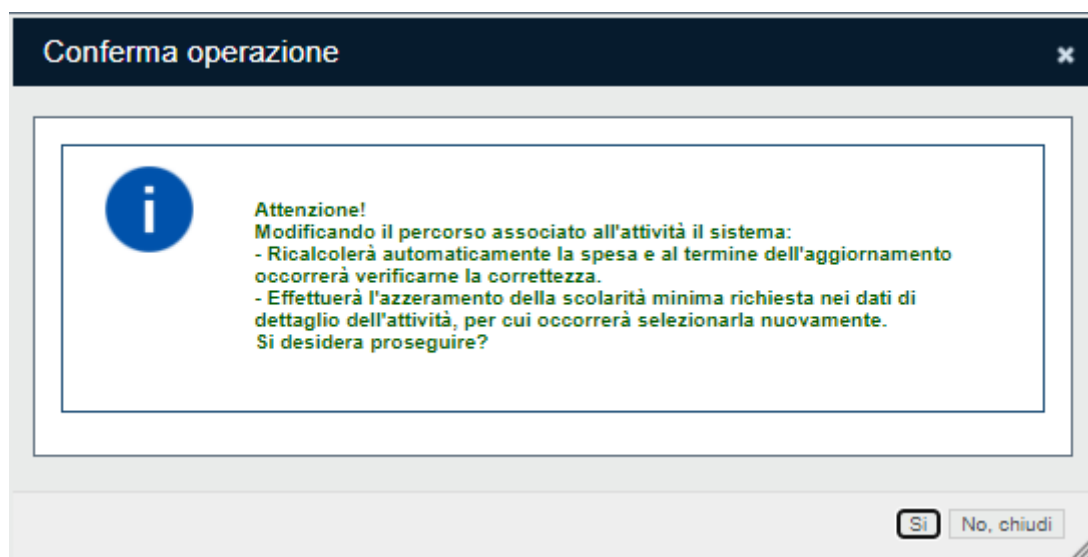 Conferma operazione
Attenzione!
Modificando il percorso associato all'attività il sistema:
- Ricalcolerà automaticamente la spesa e al termine dell'aggiornamento
occorrerà verificarne la correttezza.
- Effettuerà l'azzeramento della scolarità minima richiesta nei dati di
dettaglio dell'attività, per cui occorrerà selezionarla nuovamente.
Si desidera proseguire?
Si No, chiudi